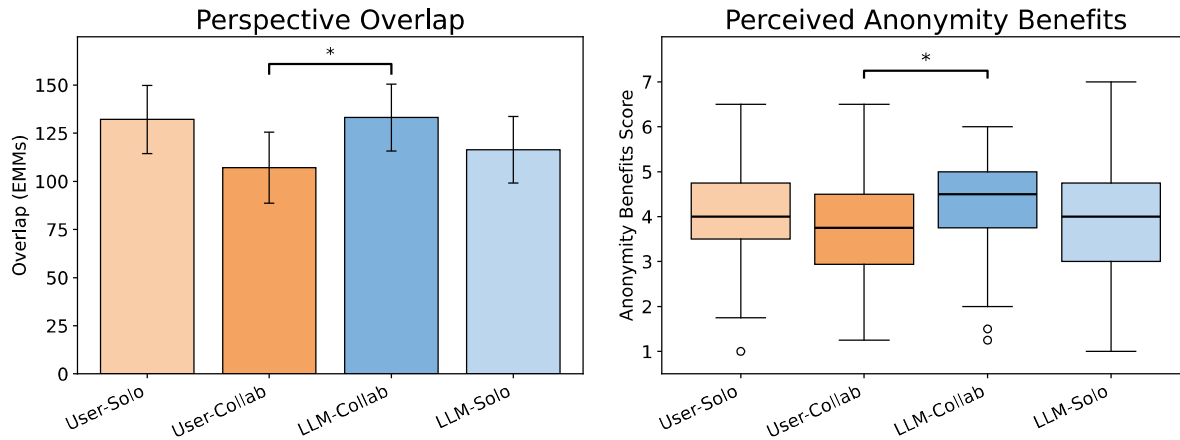 Perspective Overlap
*
Overlap (EMMs)
150
125
100
75
50
25
0
User-Solo
User-Collab
LLM-Collab
LLM-Solo
Perceived Anonymity Benefits
*
Anonymity Benefits Score
7
6
5
4
3
2
1
User-Solo
User-Collab
LLM-Collab
LLM-Solo